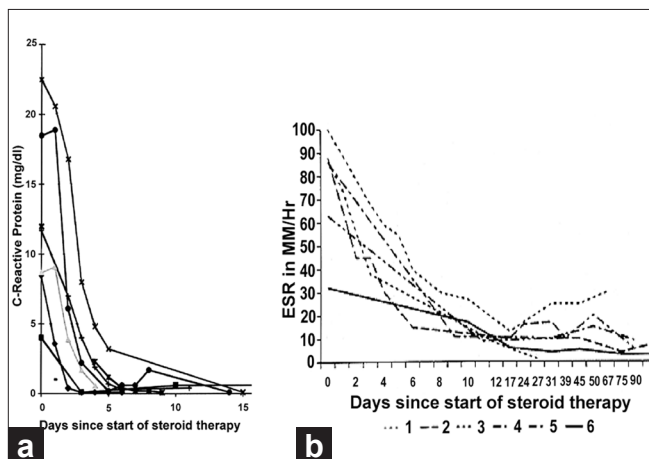 25
20
15
10
5
0
C-Reactive Protein (mg/dl)
0 5 10 15
Days since start of steroid therapy
a
100
90
80
70
60
50
40
30
20
10
0
ESR in MM/Hr
0 2 4 6 8 10 12 17 24 27 31 39 45 50 67 75 90
Days since start of steroid therapy
1 2 3 4 5 6
b